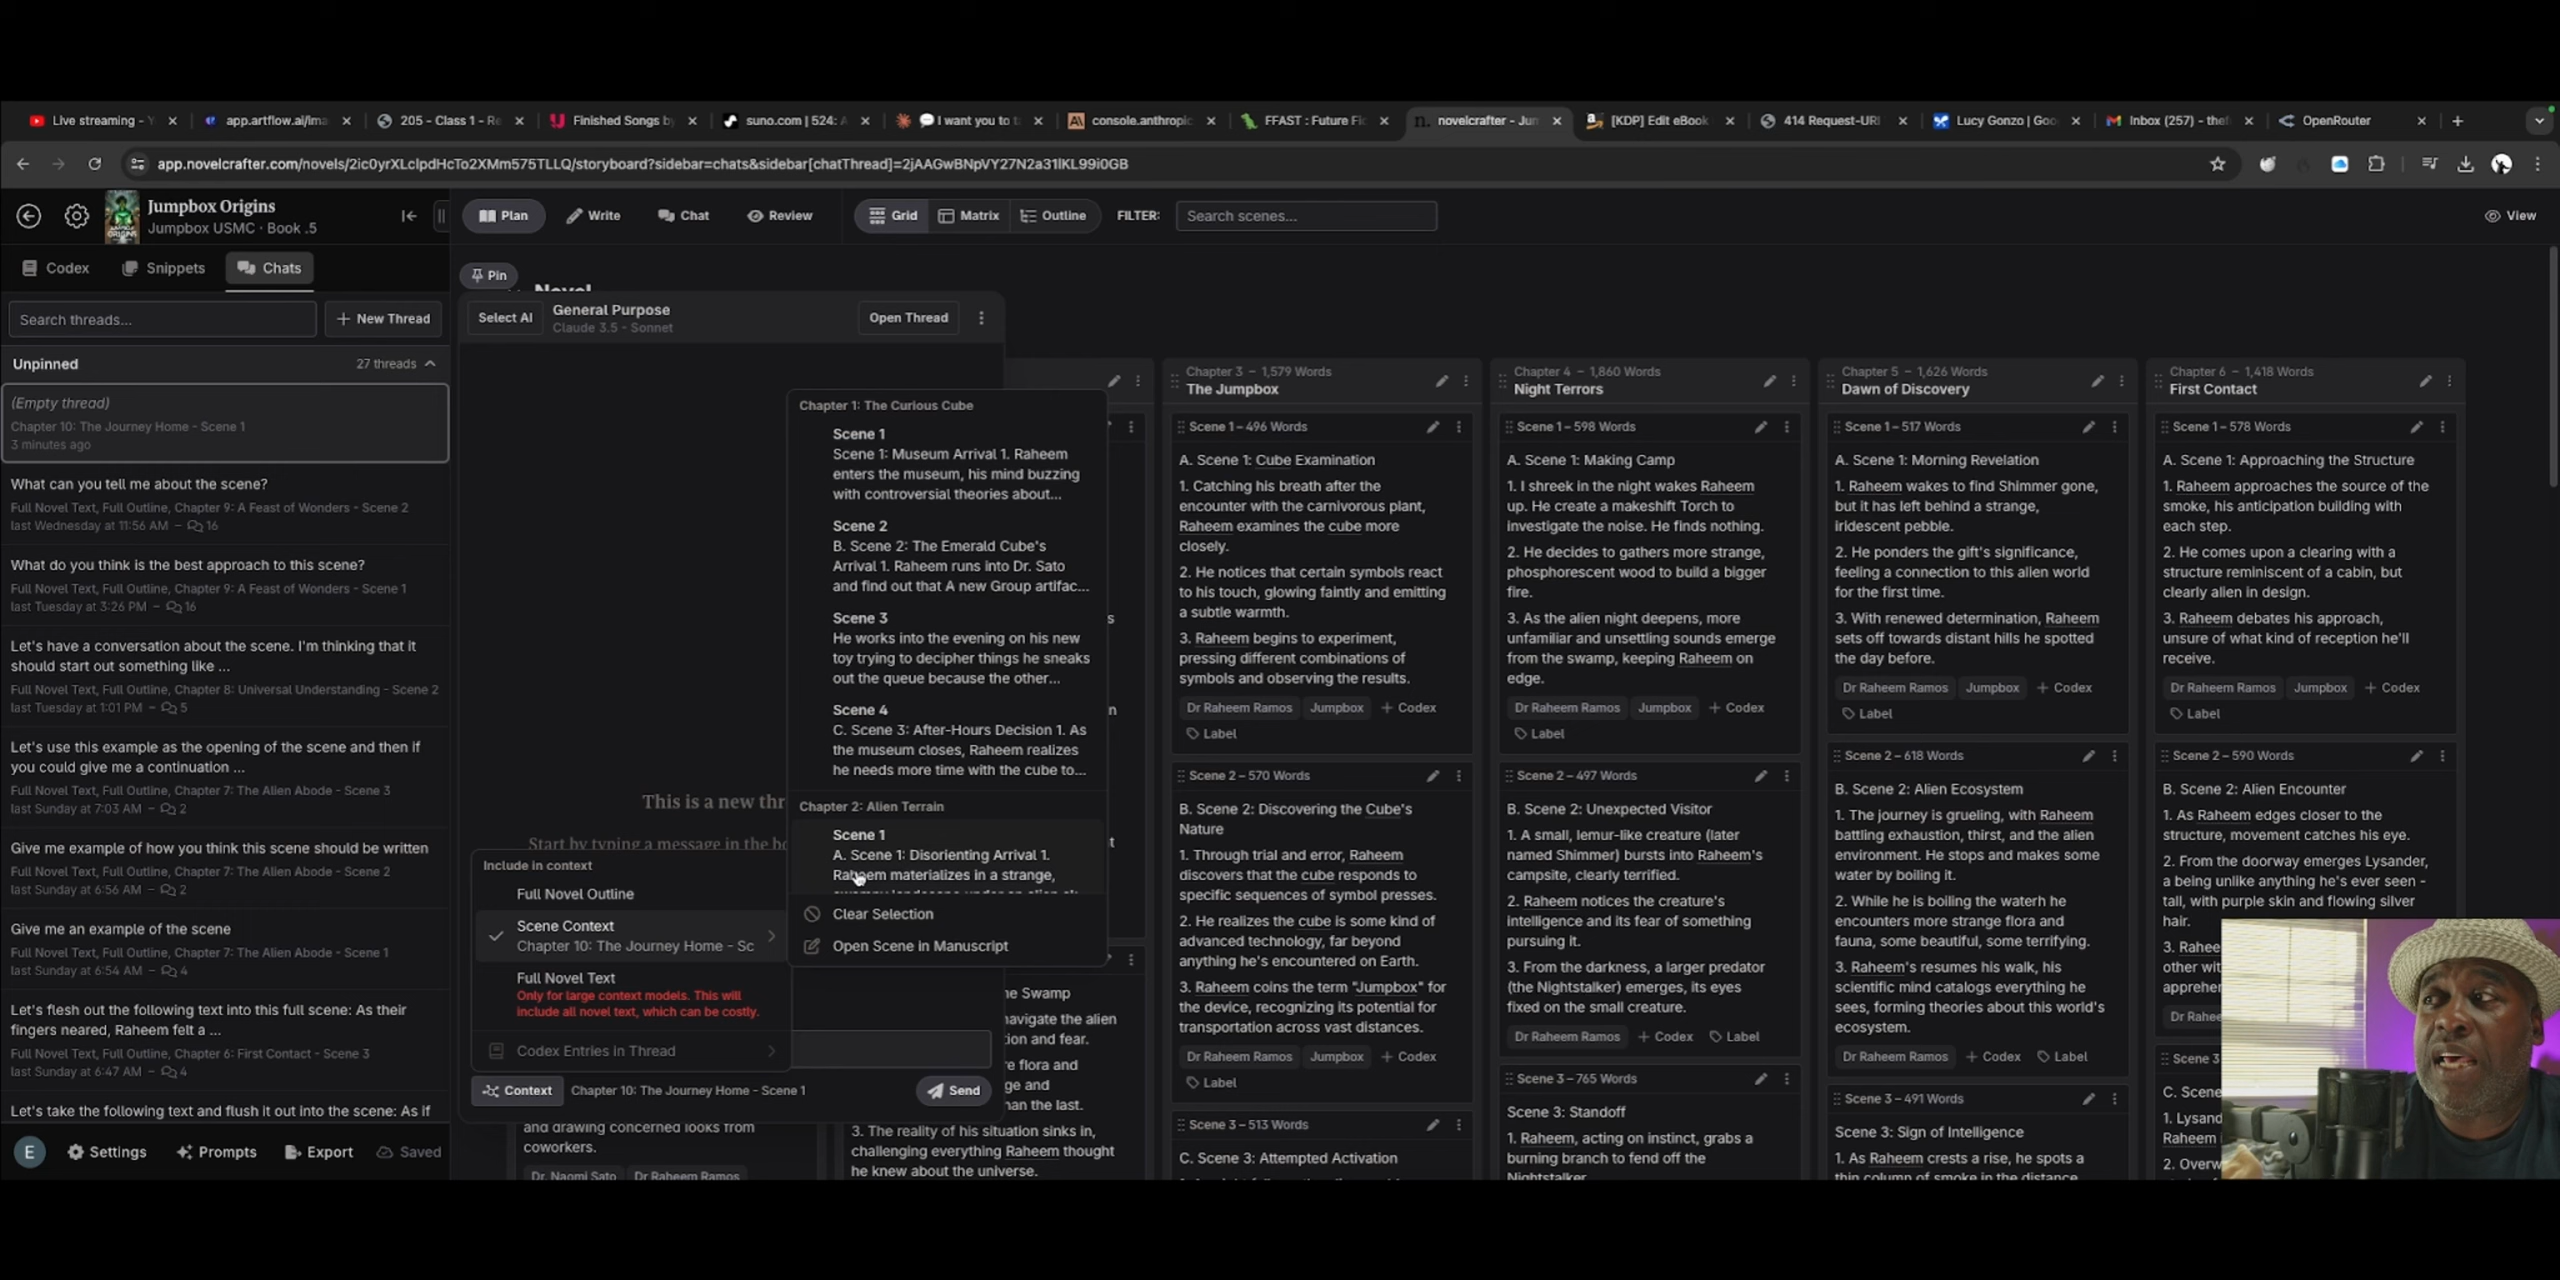 Live streaming - Y
app.artflow.ai/ima
205 - Class 1 - Re
Finished Songs by
suno.com | 524: A
I want you to t
console.anthropic
FFAST : Future Fic
novelcrafter - Jun
[KDP] Edit eBook
414 Request-URI
Lucy Gonzo | Goo
Inbox (257) - thef
OpenRouter
app.novelcrafter.com/novels/2ic0yrXLclpdHcTo2XMm575TLLQ/storyboard?sidebar=chats&sidebar[chatThread]=2jAAGwBNpVY27N2a31lKL99i0GB
Jumpbox Origins
Jumpbox USMC · Book .5
Plan
Write
Chat
Review
Grid
Matrix
Outline
FILTER:
Search scenes...
View
Codex
Snippets
Chats
Search threads...
+ New Thread
Unpinned
27 threads
(Empty thread)
Chapter 10: The Journey Home - Scene 1
3 minutes ago
What can you tell me about the scene?
Full Novel Text, Full Outline, Chapter 9: A Feast of Wonders - Scene 2
last Wednesday at 11:56 AM – 16
What do you think is the best approach to this scene?
Full Novel Text, Full Outline, Chapter 9: A Feast of Wonders - Scene 1
last Tuesday at 3:26 PM – 16
Let's have a conversation about the scene. I'm thinking that it
should start out something like ...
Full Novel Text, Full Outline, Chapter 8: Universal Understanding - Scene 2
last Tuesday at 1:01 PM – 5
Let's use this example as the opening of the scene and then if
you could give me a continuation ...
Full Novel Text, Full Outline, Chapter 7: The Alien Abode - Scene 3
last Sunday at 7:03 AM – 2
Give me example of how you think this scene should be written
Full Novel Text, Full Outline, Chapter 7: The Alien Abode - Scene 2
last Sunday at 6:56 AM – 2
Give me an example of the scene
Full Novel Text, Full Outline, Chapter 7: The Alien Abode - Scene 1
last Sunday at 6:54 AM – 4
Let's flesh out the following text into this full scene: As their
fingers neared, Raheem felt a ...
Full Novel Text, Full Outline, Chapter 6: First Contact - Scene 3
last Sunday at 6:47 AM – 4
Let's take the following text and flush it out into the scene: As if
E
Settings
Prompts
Export
Saved
Pin
Novel
Select AI
General Purpose
Claude 3.5 - Sonnet
Open Thread
This is a new thr
Start by typing a message in the bo
Include in context
Full Novel Outline
Scene Context
Chapter 10: The Journey Home - Sc
Full Novel Text
Only for large context models. This will
include all novel text, which can be costly.
Codex Entries in Thread
Context
Chapter 10: The Journey Home - Scene 1
Send
Chapter 1: The Curious Cube
Scene 1
Scene 1: Museum Arrival 1. Raheem
enters the museum, his mind buzzing
with controversial theories about...
Scene 2
B. Scene 2: The Emerald Cube's
Arrival 1. Raheem runs into Dr. Sato
and find out that A new Group artifac...
Scene 3
He works into the evening on his new
toy trying to decipher things he sneaks
out the queue because the other...
Scene 4
C. Scene 3: After-Hours Decision 1. As
the museum closes, Raheem realizes
he needs more time with the cube to...
Chapter 2: Alien Terrain
Scene 1
A. Scene 1: Disorienting Arrival 1.
Raheem materializes in a strange,
Clear Selection
Open Scene in Manuscript
and drawing concerned looks from
coworkers.
Dr. Naomi Sato
Dr Raheem Ramos
he Swamp
navigate the alien
ion and fear.
re flora and
ge and
han the last.
3. The reality of his situation sinks in,
challenging everything Raheem thought
he knew about the universe.
Chapter 3 – 1,579 Words
The Jumpbox
Scene 1 – 496 Words
A. Scene 1: Cube Examination
1. Catching his breath after the
encounter with the carnivorous plant,
Raheem examines the cube more
closely.
2. He notices that certain symbols react
to his touch, glowing faintly and emitting
a subtle warmth.
3. Raheem begins to experiment,
pressing different combinations of
symbols and observing the results.
Dr Raheem Ramos
Jumpbox
+ Codex
Label
Scene 2 – 570 Words
B. Scene 2: Discovering the Cube's
Nature
1. Through trial and error, Raheem
discovers that the cube responds to
specific sequences of symbol presses.
2. He realizes the cube is some kind of
advanced technology, far beyond
anything he's encountered on Earth.
3. Raheem coins the term "Jumpbox" for
the device, recognizing its potential for
transportation across vast distances.
Dr Raheem Ramos
Jumpbox
+ Codex
Label
Scene 3 – 513 Words
C. Scene 3: Attempted Activation
Chapter 4 – 1,860 Words
Night Terrors
Scene 1 – 598 Words
A. Scene 1: Making Camp
1. I shreek in the night wakes Raheem
up. He create a makeshift Torch to
investigate the noise. He finds nothing.
2. He decides to gathers more strange,
phosphorescent wood to build a bigger
fire.
3. As the alien night deepens, more
unfamiliar and unsettling sounds emerge
from the swamp, keeping Raheem on
edge.
Dr Raheem Ramos
Jumpbox
+ Codex
Label
Scene 2 – 497 Words
B. Scene 2: Unexpected Visitor
1. A small, lemur-like creature (later
named Shimmer) bursts into Raheem's
campsite, clearly terrified.
2. Raheem notices the creature's
intelligence and its fear of something
pursuing it.
3. From the darkness, a larger predator
(the Nightstalker) emerges, its eyes
fixed on the small creature.
Dr Raheem Ramos
+ Codex
Label
Scene 3 – 765 Words
Scene 3: Standoff
1. Raheem, acting on instinct, grabs a
burning branch to fend off the
Nightstalker.
Chapter 5 – 1,626 Words
Dawn of Discovery
Scene 1 – 517 Words
A. Scene 1: Morning Revelation
1. Raheem wakes to find Shimmer gone,
but it has left behind a strange,
iridescent pebble.
2. He ponders the gift's significance,
feeling a connection to this alien world
for the first time.
3. With renewed determination, Raheem
sets off towards distant hills he spotted
the day before.
Dr Raheem Ramos
Jumpbox
+ Codex
Label
Scene 2 – 618 Words
B. Scene 2: Alien Ecosystem
1. The journey is grueling, with Raheem
battling exhaustion, thirst, and the alien
environment. He stops and makes some
water by boiling it.
2. While he is boiling the waterh he
encounters more strange flora and
fauna, some beautiful, some terrifying.
3. Raheem's resumes his walk, his
scientific mind catalogs everything he
sees, forming theories about this world's
ecosystem.
Dr Raheem Ramos
+ Codex
Label
Scene 3 – 491 Words
Scene 3: Sign of Intelligence
1. As Raheem crests a rise, he spots a
thin column of smoke in the distance
Chapter 6 – 1,418 Words
First Contact
Scene 1 – 578 Words
A. Scene 1: Approaching the Structure
1. Raheem approaches the source of the
smoke, his anticipation building with
each step.
2. He comes upon a clearing with a
structure reminiscent of a cabin, but
clearly alien in design.
3. Raheem debates his approach,
unsure of what kind of reception he'll
receive.
Dr Raheem Ramos
Jumpbox
+ Codex
Label
Scene 2 – 590 Words
B. Scene 2: Alien Encounter
1. As Raheem edges closer to the
structure, movement catches his eye.
2. From the doorway emerges Lysander,
a being unlike anything he's ever seen -
tall, with purple skin and flowing silver
hair.
3. Rahee
other wit
apprehe
Dr Rahee
Scene 3
C. Scene
1. Lysand
Raheem
2. Overw